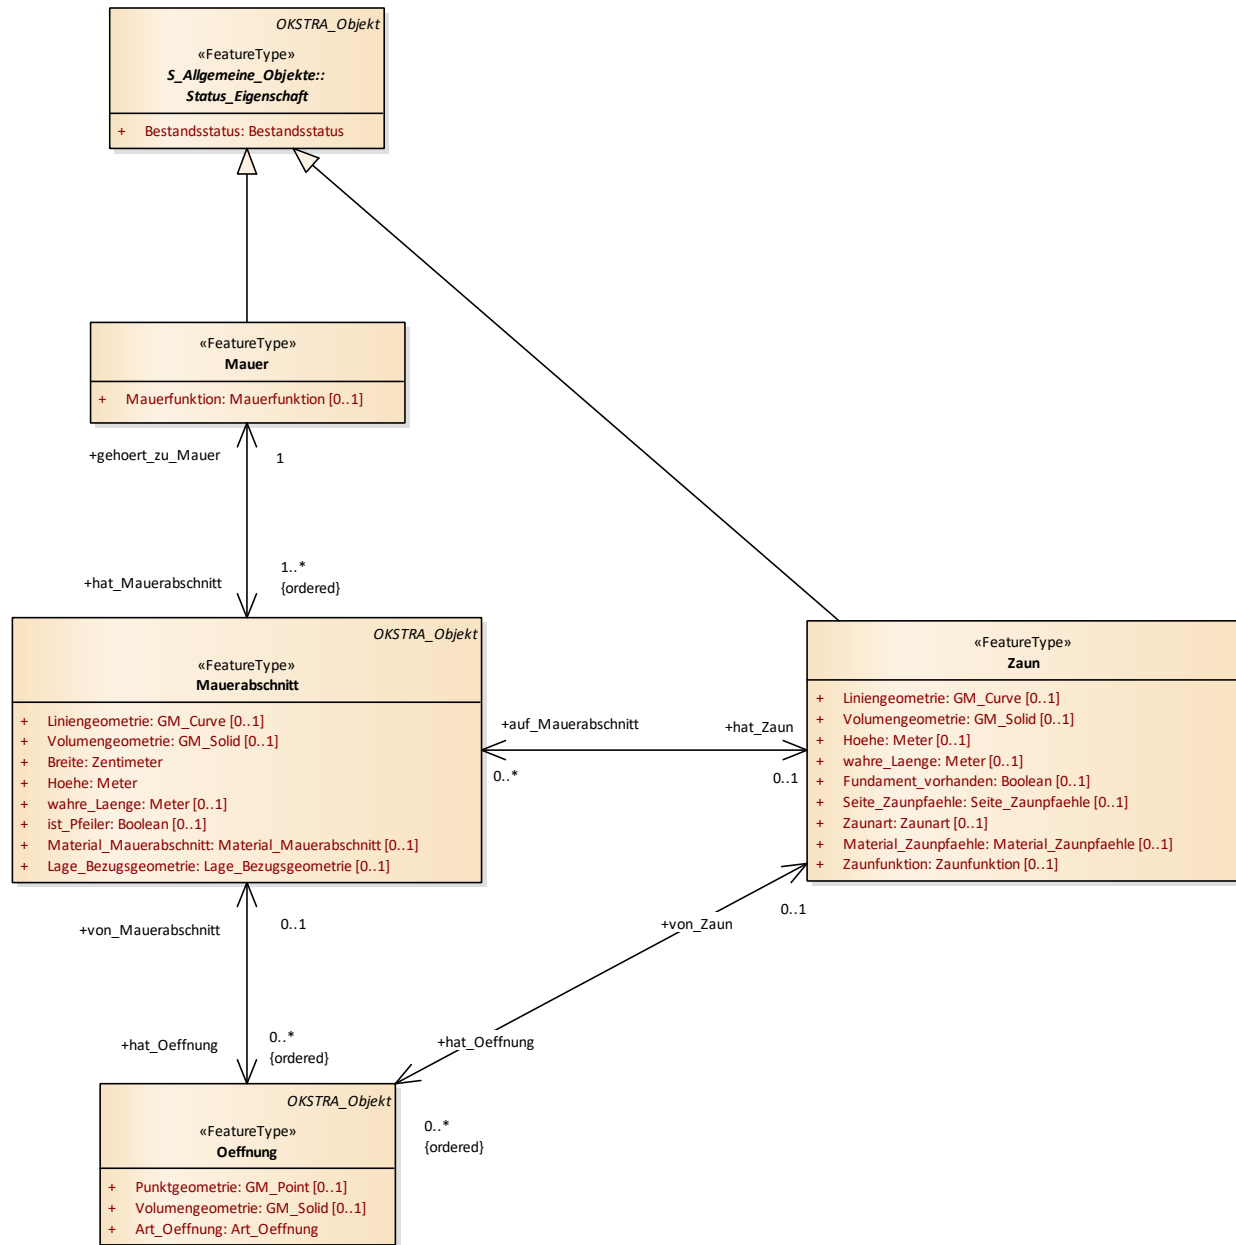 OKSTRA_Objekt
«FeatureType»
S_Allgemeine_Objekte::
Status_Eigenschaft
+ Bestandsstatus: Bestandsstatus
«FeatureType»
Mauer
+ Mauerfunktion: Mauerfunktion [0..1]
+gehoert_zu_Mauer
1
+hat_Mauerabschnitt
1..*
{ordered}
OKSTRA_Objekt
«FeatureType»
Mauerabschnitt
+ Liniengeometrie: GM_Curve [0..1]
+ Volumengeometrie: GM_Solid [0..1]
+ Breite: Zentimeter
+ Hoehe: Meter
+ wahre_Laenge: Meter [0..1]
+ ist_Pfeiler: Boolean [0..1]
+ Material_Mauerabschnitt: Material_Mauerabschnitt [0..1]
+ Lage_Bezugsgeometrie: Lage_Bezugsgeometrie [0..1]
+auf_Mauerabschnitt
0..*
+hat_Zaun
0..1
«FeatureType»
Zaun
+ Liniengeometrie: GM_Curve [0..1]
+ Volumengeometrie: GM_Solid [0..1]
+ Hoehe: Meter [0..1]
+ wahre_Laenge: Meter [0..1]
+ Fundament_vorhanden: Boolean [0..1]
+ Seite_Zaunpfaehle: Seite_Zaunpfaehle [0..1]
+ Zaunart: Zaunart [0..1]
+ Material_Zaunpfaehle: Material_Zaunpfaehle [0..1]
+ Zaunfunktion: Zaunfunktion [0..1]
+von_Mauerabschnitt
0..1
+von_Zaun
0..1
+hat_Oeffnung
0..*
{ordered}
+hat_Oeffnung
0..*
{ordered}
OKSTRA_Objekt
«FeatureType»
Oeffnung
+ Punktgeometrie: GM_Point [0..1]
+ Volumengeometrie: GM_Solid [0..1]
+ Art_Oeffnung: Art_Oeffnung